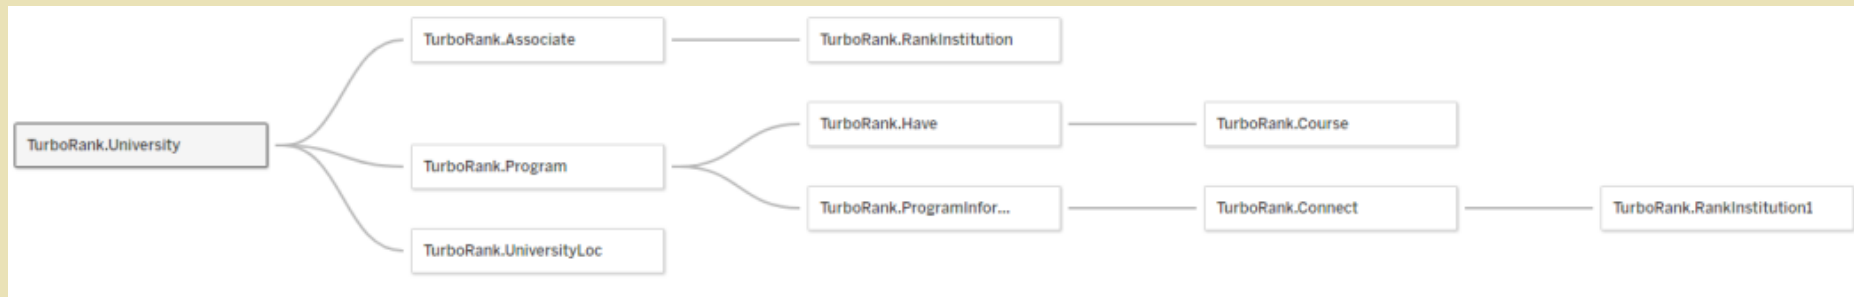 TurboRank.Associate
TurboRank.RankInstitution
TurboRank.Have
TurboRank.Course
TurboRank.University
TurboRank.Program
TurboRank.ProgramInfor...
TurboRank.Connect
TurboRank.RankInstitution1
TurboRank.UniversityLoc